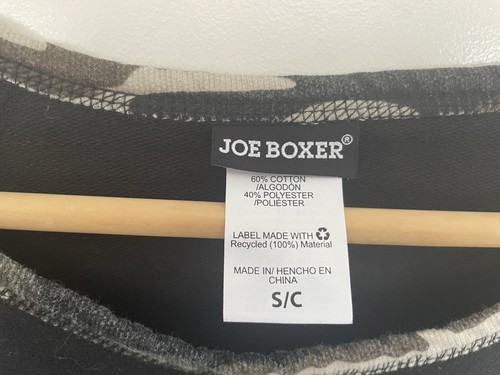 JOE BOXER®
60% COTTON
/ALGODÓN
40% POLYESTER
/POLIÉSTER
LABEL MADE WITH ♻
Recycled (100%) Material
MADE IN/ HENCHO EN
CHINA
S/C